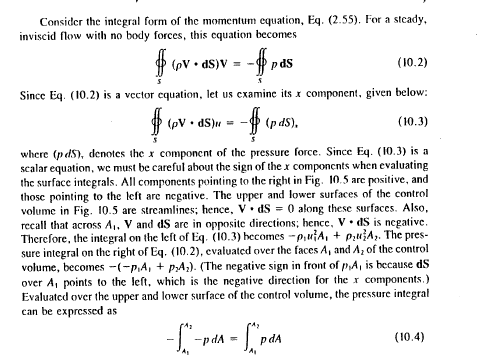 Consider the integral form of the momentum equation, Eq. (2.55). For a steady,
inviscid flow with no body forces, this equation becomes
∯_S (ρV • dS)V = −∯_S p dS (10.2)
Since Eq. (10.2) is a vector equation, let us examine its x component, given below:
∯_S (ρV • dS)u = −∯_S (p dS)ₓ (10.3)
where (p dS)ₓ denotes the x component of the pressure force. Since Eq. (10.3) is a
scalar equation, we must be careful about the sign of the x components when evaluating
the surface integrals. All components pointing to the right in Fig. 10.5 are positive, and
those pointing to the left are negative. The upper and lower surfaces of the control
volume in Fig. 10.5 are streamlines; hence, V • dS = 0 along these surfaces. Also,
recall that across A₁, V and dS are in opposite directions; hence, V • dS is negative.
Therefore, the integral on the left of Eq. (10.3) becomes −ρ₁u₁²A₁ + ρ₂u₂²A₂. The pres-
sure integral on the right of Eq. (10.2), evaluated over the faces A₁ and A₂ of the control
volume, becomes −(−p₁A₁ + p₂A₂). (The negative sign in front of p₁A₁ is because dS
over A₁ points to the left, which is the negative direction for the x components.)
Evaluated over the upper and lower surface of the control volume, the pressure integral
can be expressed as
−∫_{A₁}^{A₂} −p dA = ∫_{A₁}^{A₂} p dA (10.4)